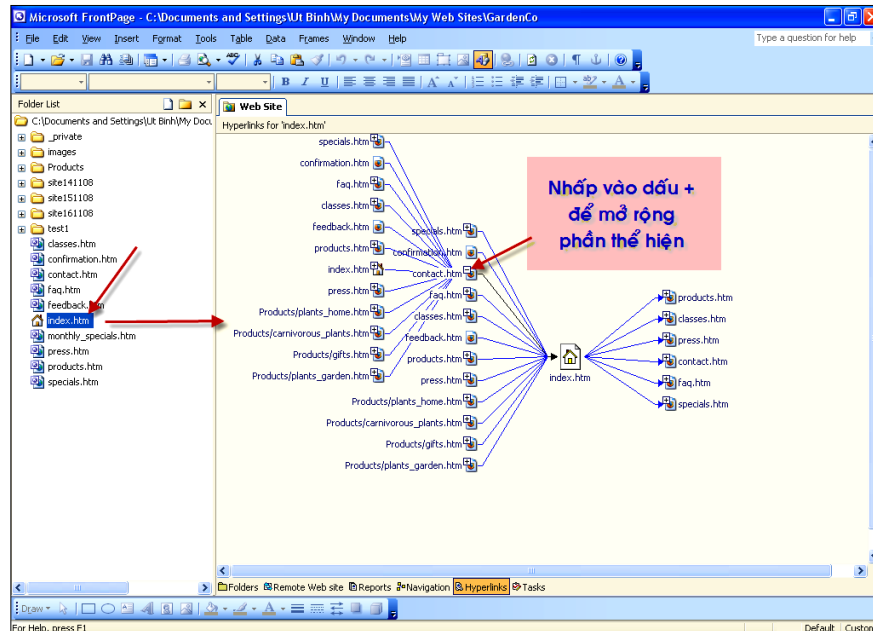 Microsoft FrontPage - C:\Documents and Settings\Ut Binh\My Documents\My Web Sites\GardenCo
File Edit View Insert Format Tools Table Data Frames Window Help
Type a question for help
Folder List
Web Site
C:\Documents and Settings\Ut Binh\My Docu
Hyperlinks for 'index.htm'
_private
images
Products
site141108
site151108
site161108
test1
classes.htm
confirmation.htm
contact.htm
faq.htm
feedback.htm
index.htm
monthly_specials.htm
press.htm
products.htm
specials.htm
specials.htm
confirmation.htm
faq.htm
classes.htm
feedback.htm
products.htm
index.htm
press.htm
Products/plants_home.htm
Products/carnivorous_plants.htm
Products/gifts.htm
Products/plants_garden.htm
specials.htm
confirmation.htm
contact.htm
faq.htm
classes.htm
feedback.htm
products.htm
press.htm
Products/plants_home.htm
Products/carnivorous_plants.htm
Products/gifts.htm
Products/plants_garden.htm
Nhấp vào dấu +
để mở rộng
phần thể hiện
index.htm
products.htm
classes.htm
press.htm
contact.htm
faq.htm
specials.htm
Folders Remote Web site Reports Navigation Hyperlinks Tasks
Draw
For Help, press F1
Default Custom